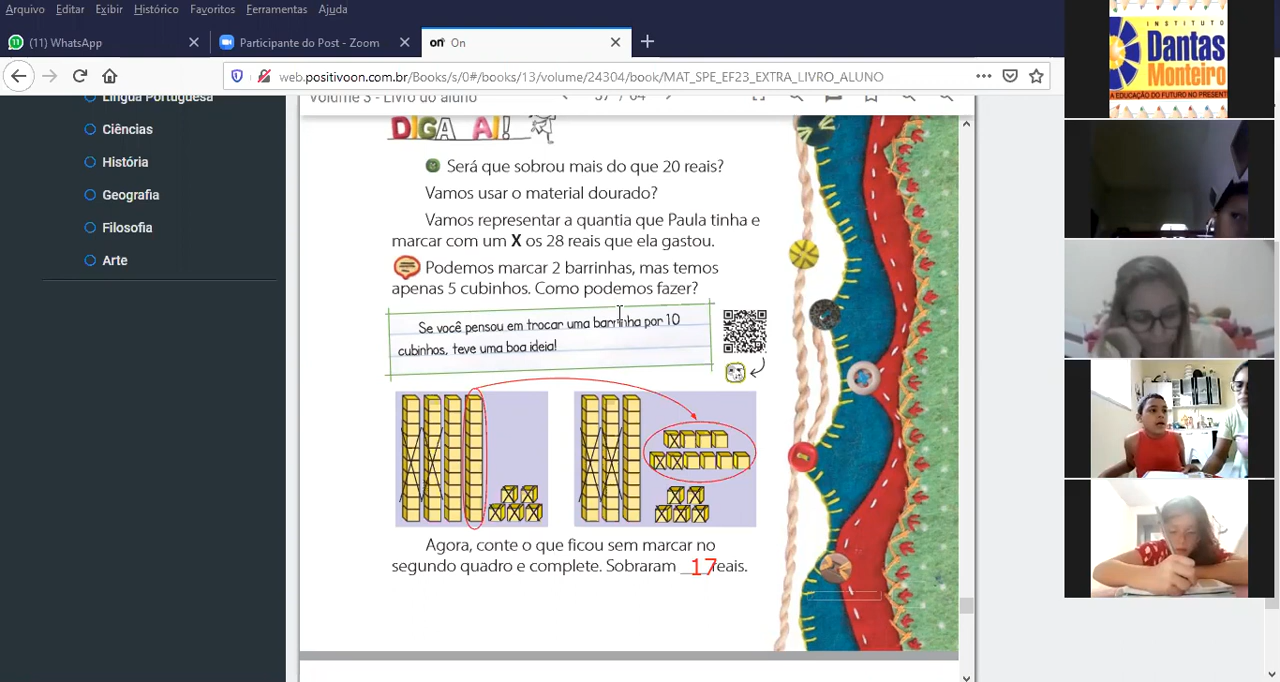 Arquivo Editar Exibir Histórico Favoritos Ferramentas Ajuda
(11) WhatsApp
Participante do Post - Zoom
on On
web.positivoon.com.br/Books/s/0#/books/13/volume/24304/book/MAT_SPE_EF23_EXTRA_LIVRO_ALUNO
Língua Portuguesa
Ciências
História
Geografia
Filosofia
Arte
Volume 3 - Livro do aluno
57 / 64
DIGA AÍ!
Será que sobrou mais do que 20 reais?
Vamos usar o material dourado?
Vamos representar a quantia que Paula tinha e
marcar com um X os 28 reais que ela gastou.
Podemos marcar 2 barrinhas, mas temos
apenas 5 cubinhos. Como podemos fazer?
Se você pensou em trocar uma barrinha por 10
cubinhos, teve uma boa ideia!
Agora, conte o que ficou sem marcar no
segundo quadro e complete. Sobraram 17 reais.
INSTITUTO
Dantas
Monteiro
A EDUCAÇÃO DO FUTURO NO PRESENT